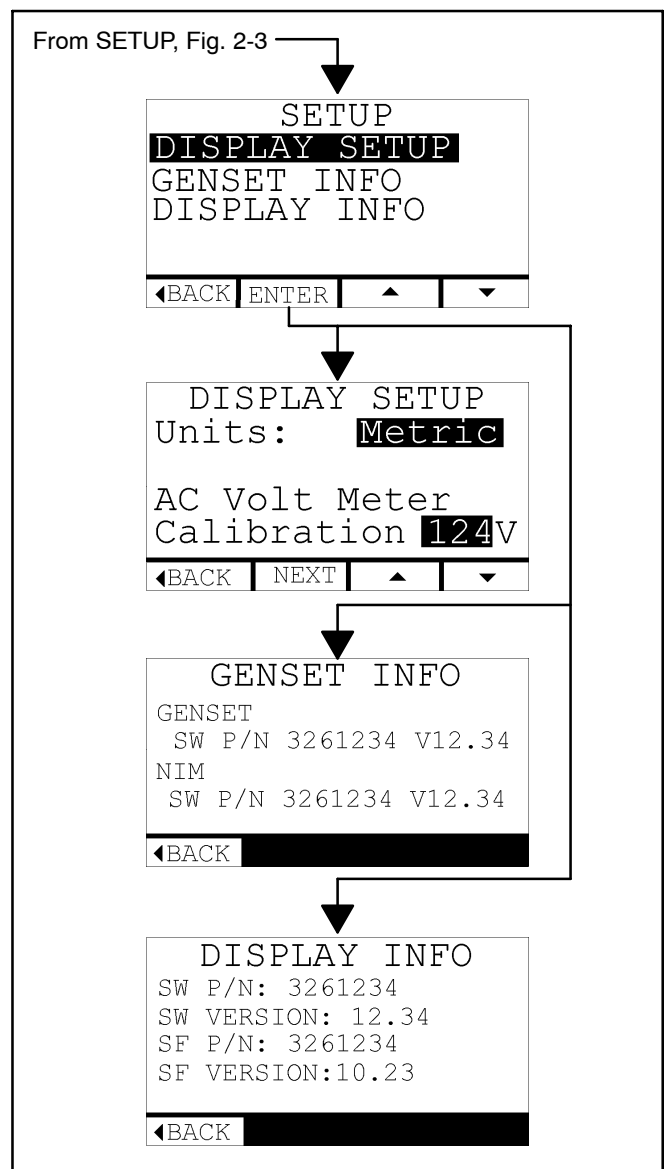 From SETUP, Fig. 2-3
SETUP
DISPLAY SETUP
GENSET INFO
DISPLAY INFO
◀BACK ENTER ▲ ▼
DISPLAY SETUP
Units: Metric
AC Volt Meter
Calibration 124V
◀BACK NEXT ▲ ▼
GENSET INFO
GENSET
SW P/N 3261234 V12.34
NIM
SW P/N 3261234 V12.34
◀BACK
DISPLAY INFO
SW P/N: 3261234
SW VERSION: 12.34
SF P/N: 3261234
SF VERSION:10.23
◀BACK